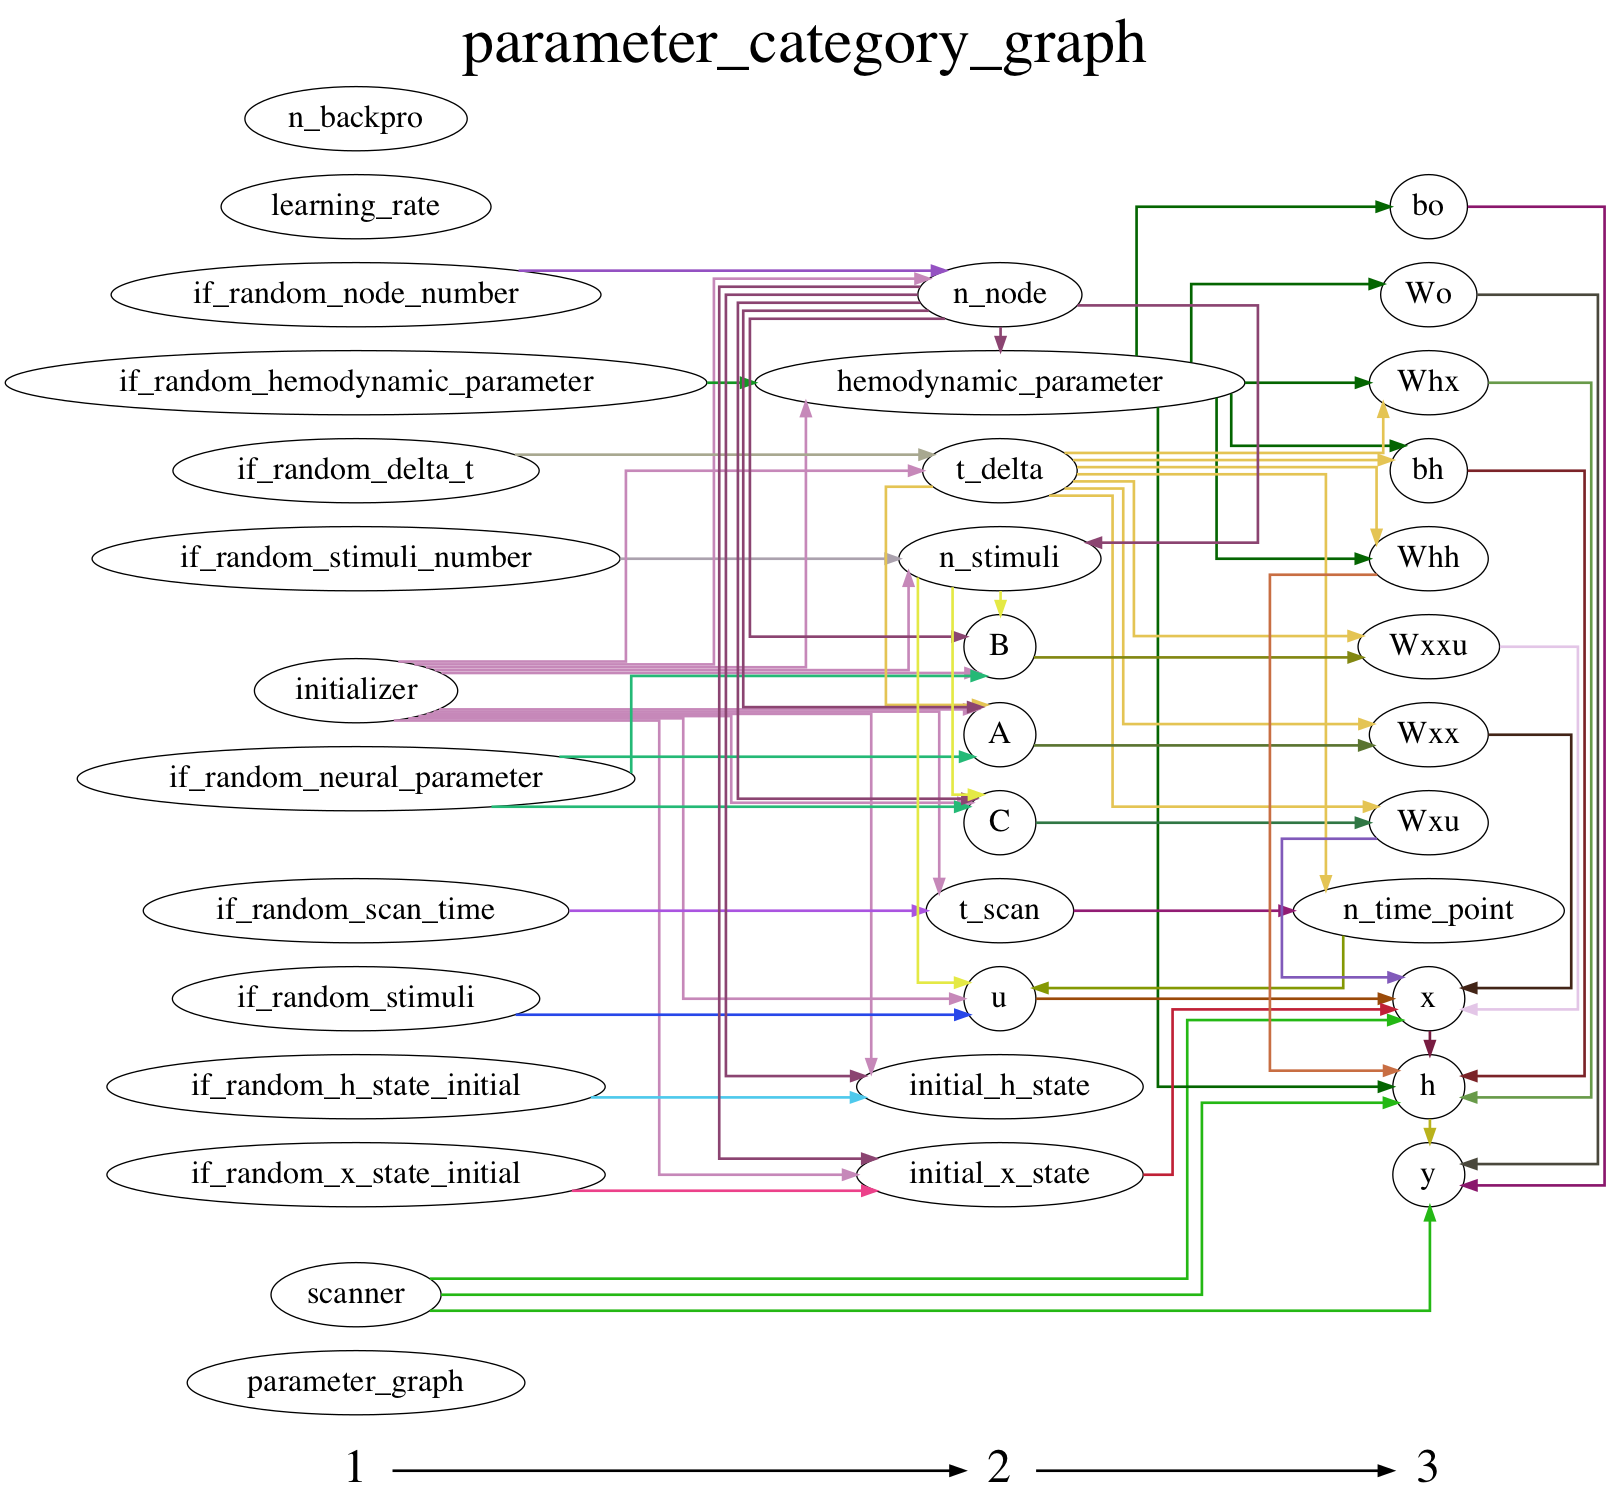 parameter_category_graph
n_backpro
learning_rate
if_random_node_number
if_random_hemodynamic_parameter
if_random_delta_t
if_random_stimuli_number
initializer
if_random_neural_parameter
if_random_scan_time
if_random_stimuli
if_random_h_state_initial
if_random_x_state_initial
scanner
parameter_graph
1
n_node
hemodynamic_parameter
t_delta
n_stimuli
B
A
C
t_scan
u
initial_h_state
initial_x_state
2
bo
Wo
Whx
bh
Whh
Wxxu
Wxx
Wxu
n_time_point
x
h
y
3